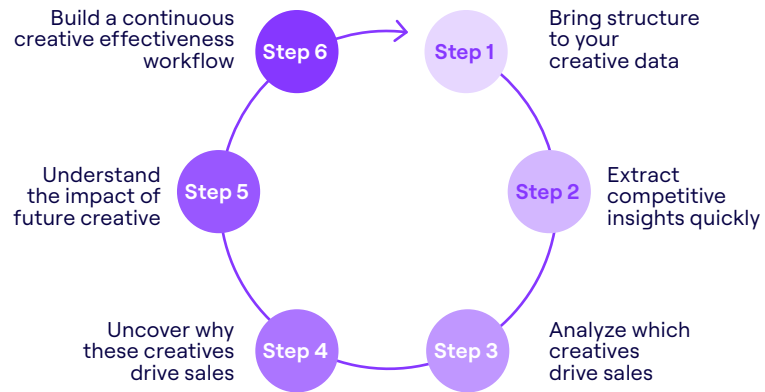 Step 1
Bring structure
to your
creative data
Step 2
Extract
competitive
insights quickly
Step 3
Analyze which
creatives
drive sales
Step 4
Uncover why
these creatives
drive sales
Step 5
Understand
the impact of
future creative
Step 6
Build a continuous
creative effectiveness
workflow